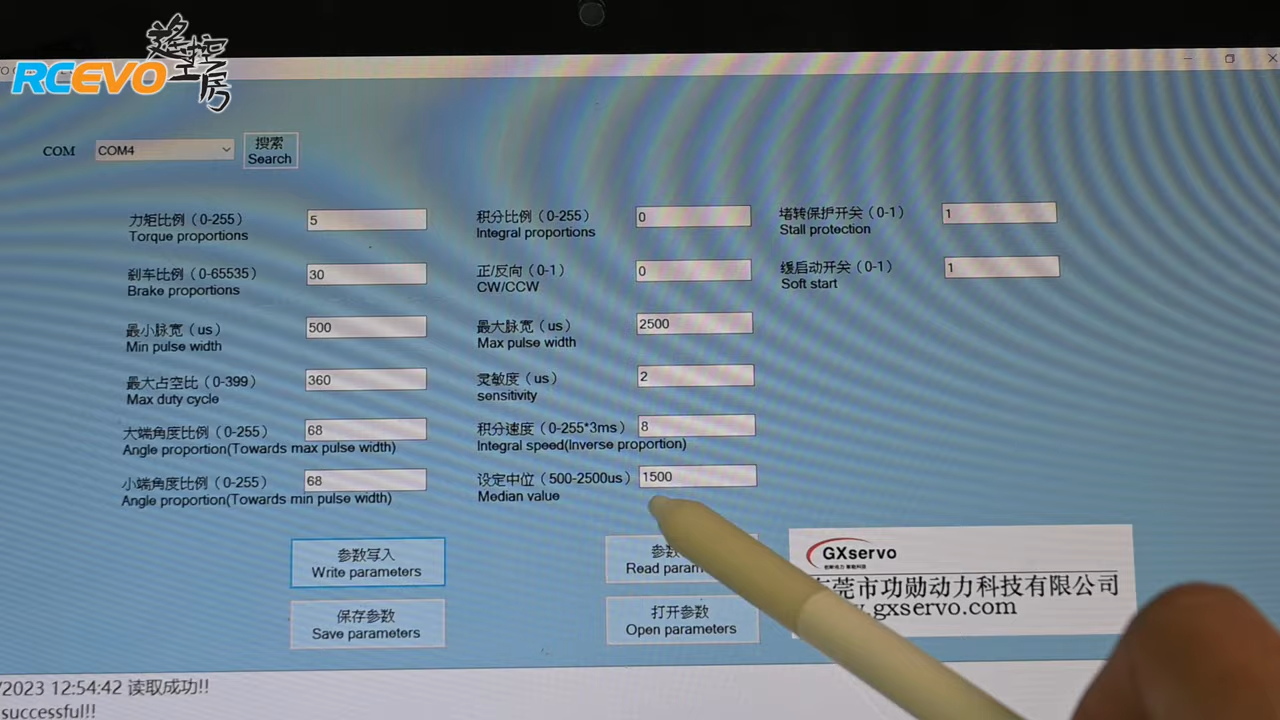 RCEVO
遙控工房
COM
COM4
搜索
Search
力矩比例（0-255）
5
Torque proportions
积分比例（0-255）
0
Integral proportions
堵转保护开关（0-1）
1
Stall protection
刹车比例（0-65535）
30
Brake proportions
正/反向（0-1）
0
CW/CCW
缓启动开关（0-1）
1
Soft start
最小脉宽（us）
500
Min pulse width
最大脉宽（us）
2500
Max pulse width
最大占空比（0-399）
360
Max duty cycle
灵敏度（us）
2
sensitivity
大端角度比例（0-255）
68
Angle proportion(Towards max pulse width)
积分速度（0-255*3ms）
8
Integral speed(Inverse proportion)
小端角度比例（0-255）
68
Angle proportion(Towards min pulse width)
设定中位（500-2500us）
1500
Median value
参数写入
Write parameters
参数
Read param
保存参数
Save parameters
打开参数
Open parameters
GXservo
莞市功勋动力科技有限公司
.gxservo.com
/2023 12:54:42 读取成功!!
successful!!